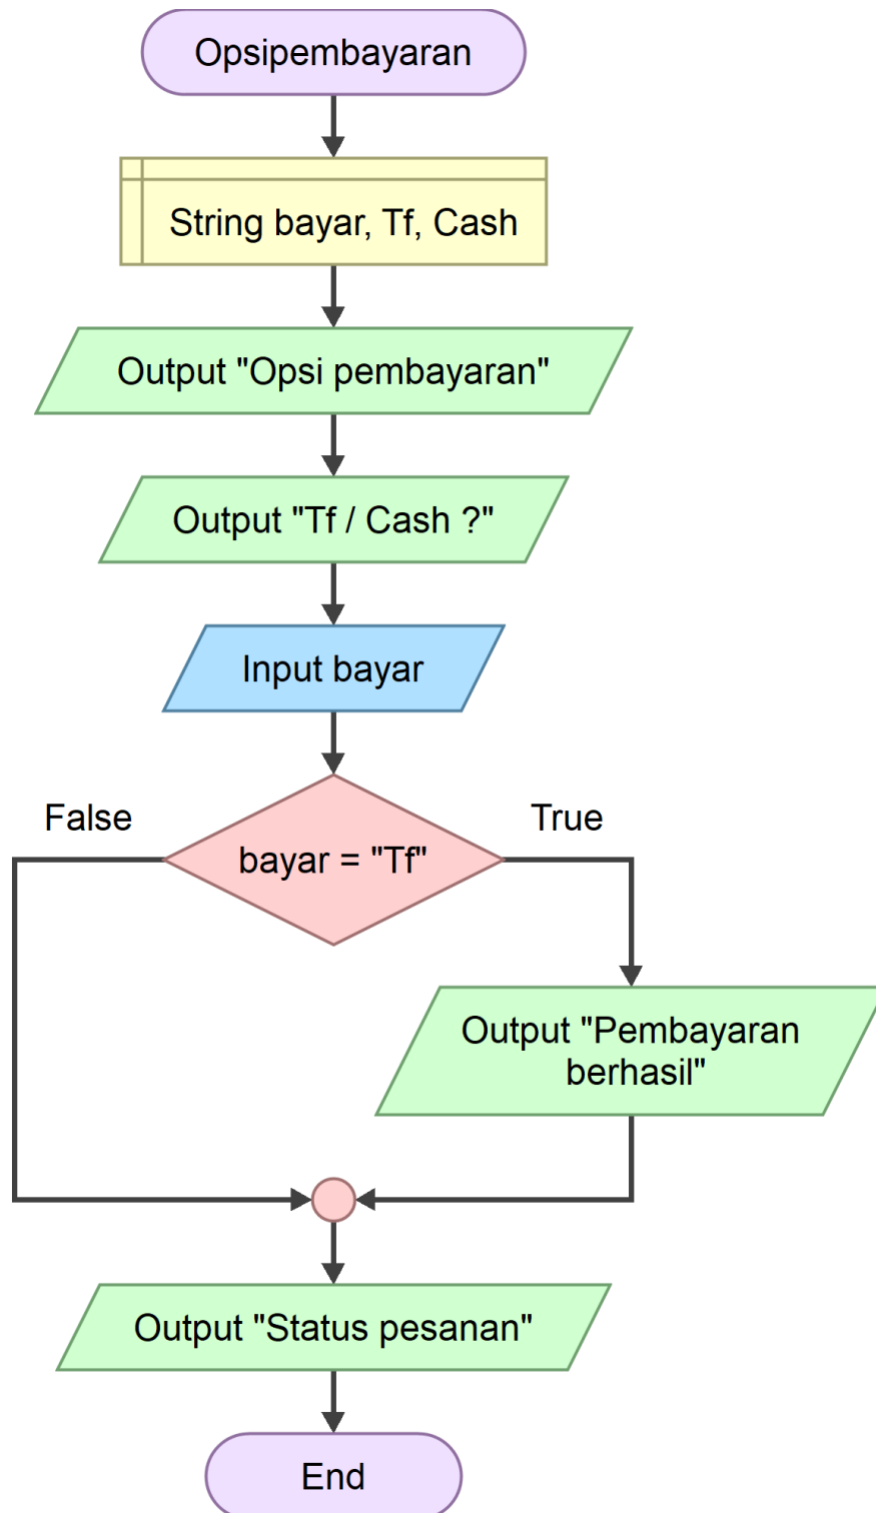 Opsipembayaran
String bayar, Tf, Cash
Output "Opsi pembayaran"
Output "Tf / Cash ?"
Input bayar
False
True
bayar = "Tf"
Output "Pembayaran
berhasil"
Output "Status pesanan"
End